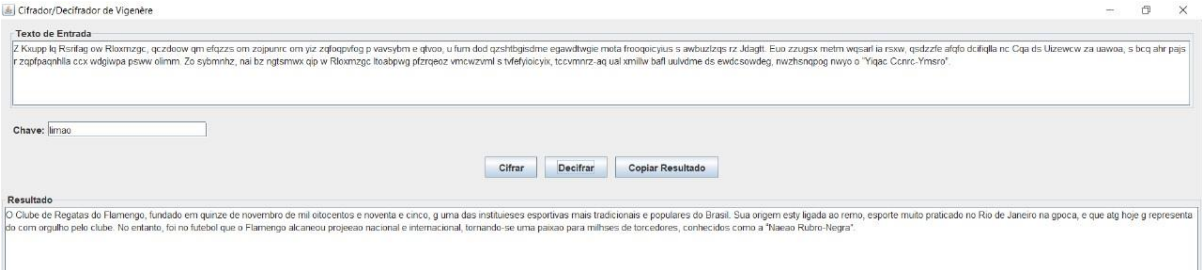 Cifrador/Decifrador de Vigenère
Texto de Entrada
Z Kxupp lq Rsrifag ow Rloxmzgc, qczdoow qm efqzzs om zojpunrc om yiz zqfoqpvfog p vavsybm e qtvoo, u fum dod qzshtbgisdme egawdtwgie mota frooqoicyius s awbuzlzqs rz Jdagtt. Euo zzugsx metm wqsarl ia rsxw, qsdzzfe afqfo dcifiqlla nc Cqa ds Uizewcw za uawoa, s bcq ahr pajs
r zqpfpaqnhlla ccx wdgiwpa psww olimm. Zo sybmnhz, nai bz ngtsmwx qip w Rloxmzgc ltoabpwg pfzrqeoz vmcwzvml s tvfefyioicyix, tccvmnrz-aq ual xmillw bafl uulvdme ds ewdcsowdeg, nwzhsnqpog nwyo o "Yiqac Ccnrc-Ymsro".
Chave: limao
Cifrar Decifrar Copiar Resultado
Resultado
O Clube de Regatas do Flamengo, fundado em quinze de novembro de mil oitocentos e noventa e cinco, g uma das instituieses esportivas mais tradicionais e populares do Brasil. Sua origem esty ligada ao remo, esporte muito praticado no Rio de Janeiro na gpoca, e que atg hoje g representa
do com orgulho pelo clube. No entanto, foi no futebol que o Flamengo alcaneou projeeao nacional e internacional, tornando-se uma paixao para milhses de torcedores, conhecidos como a "Naeao Rubro-Negra".